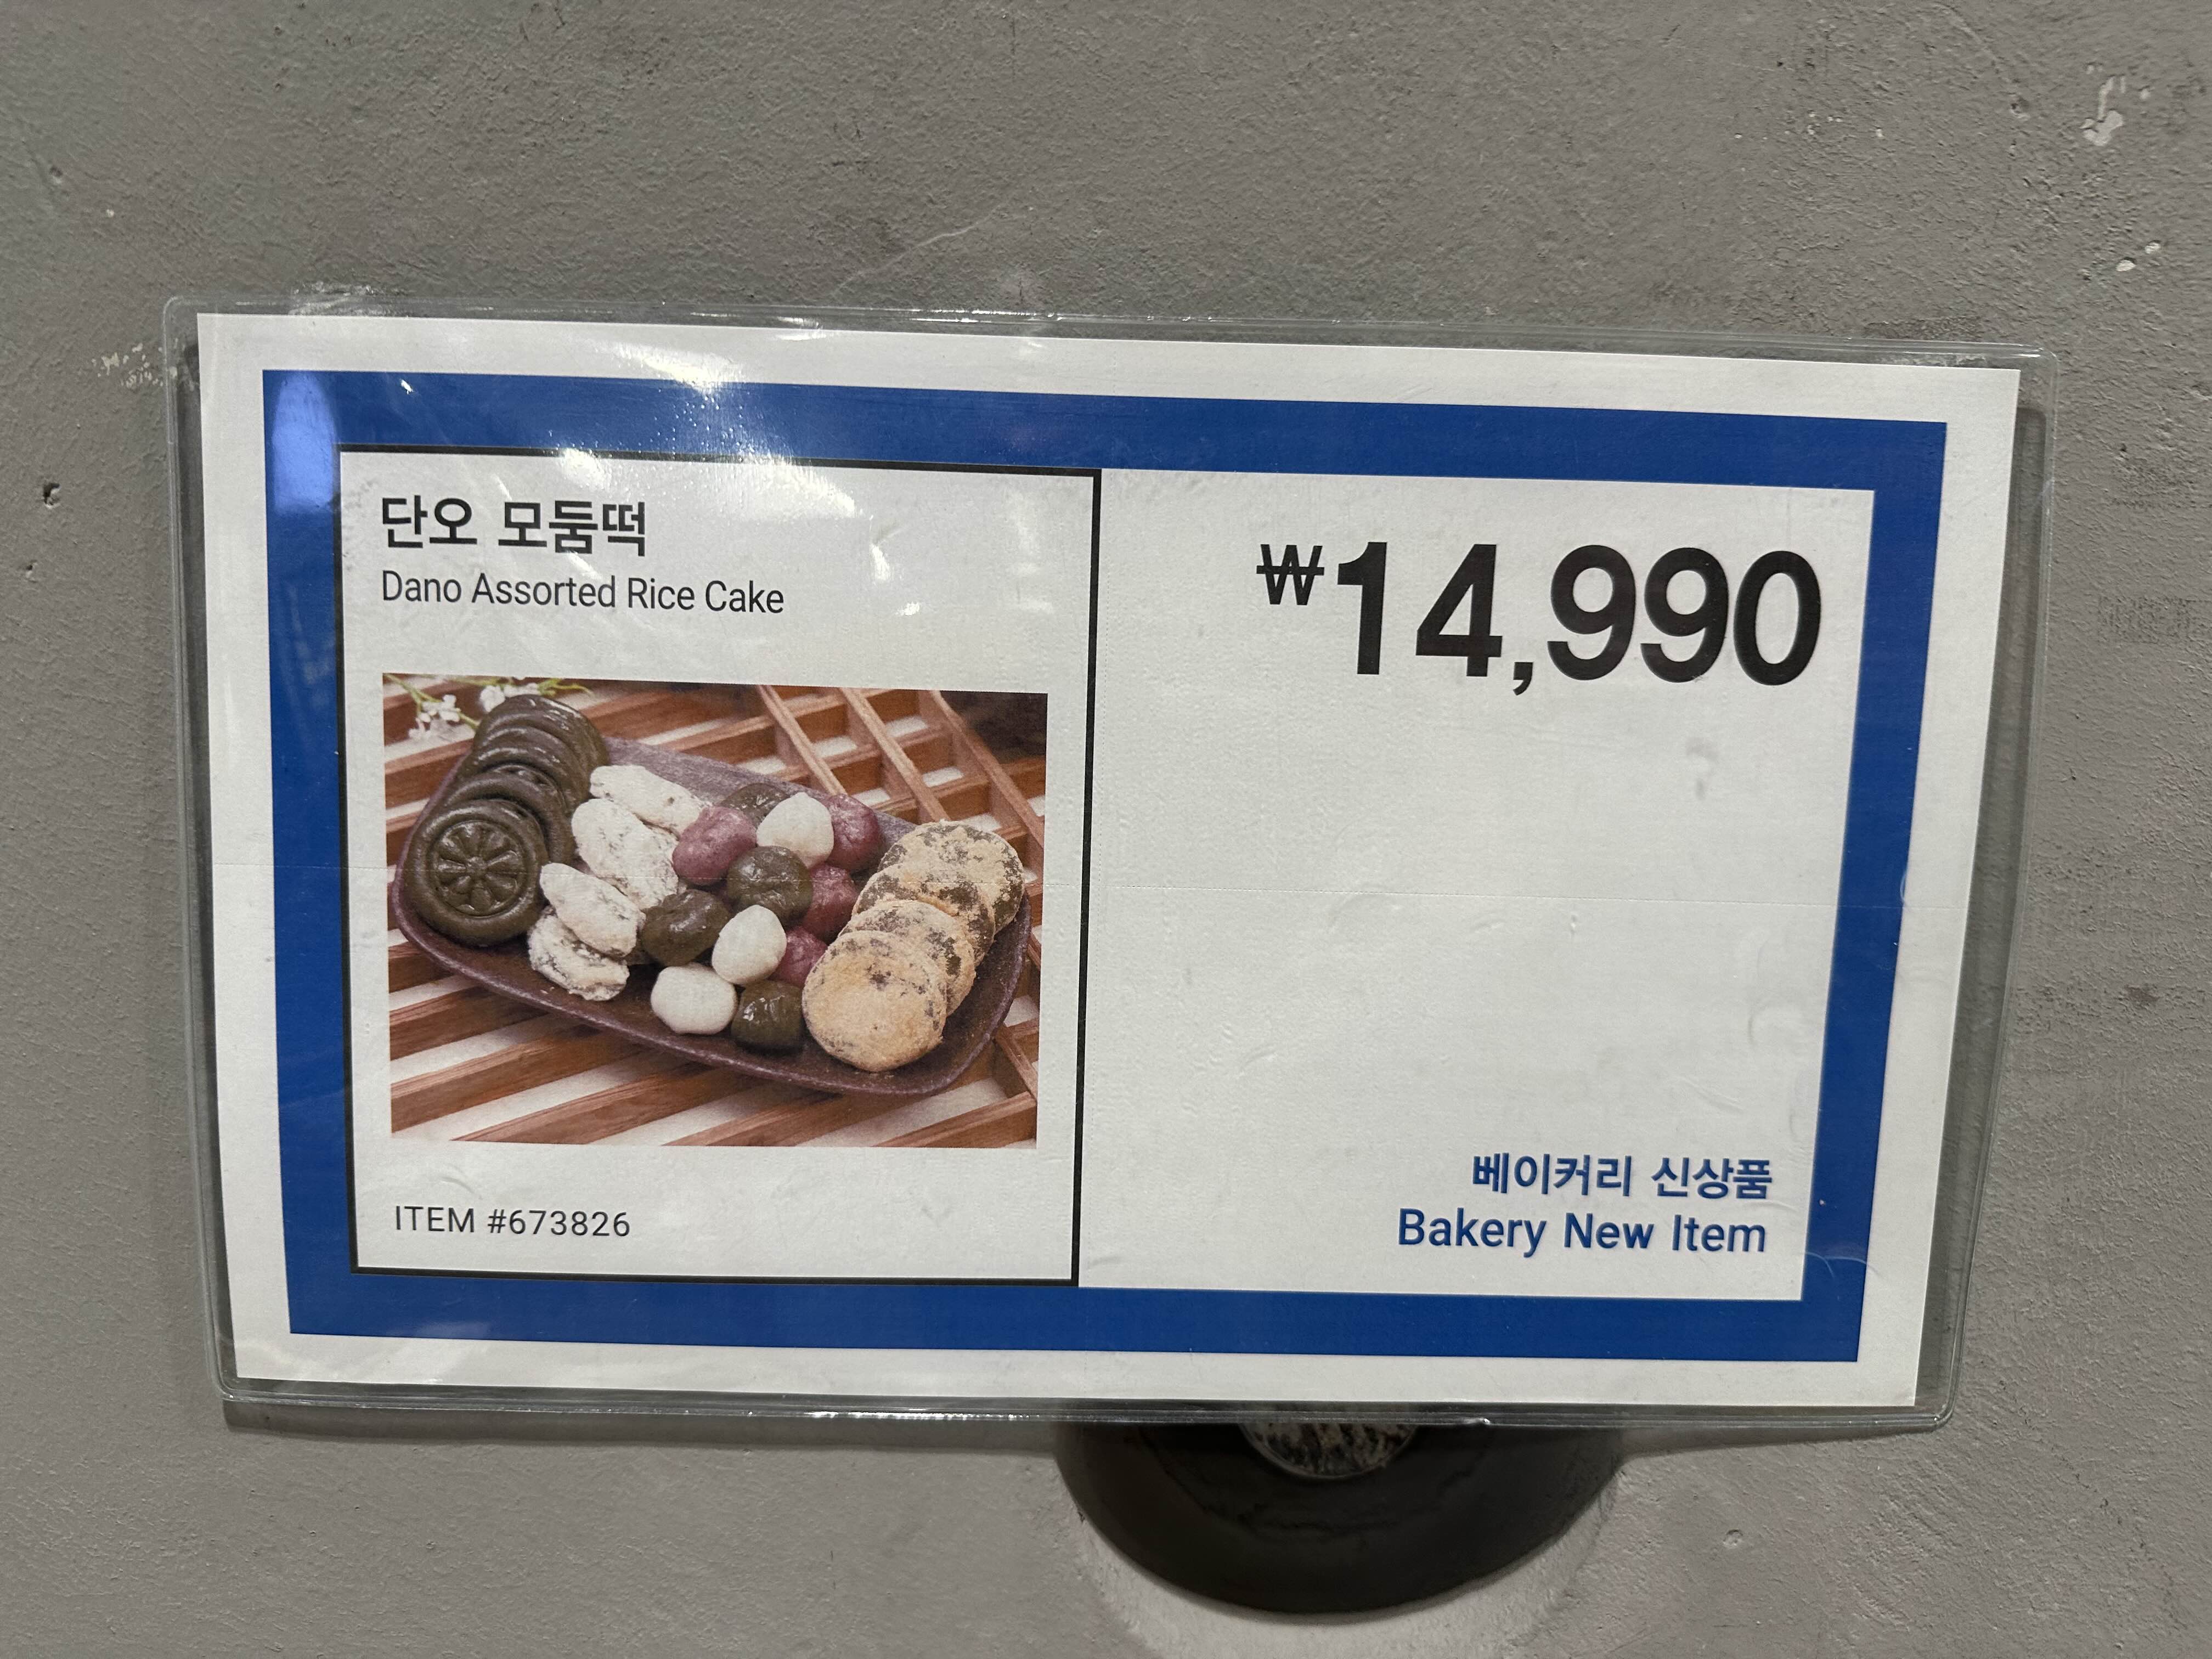 단오 모둠떡
Dano Assorted Rice Cake
ITEM #673826
₩14,990
베이커리 신상품
Bakery New Item